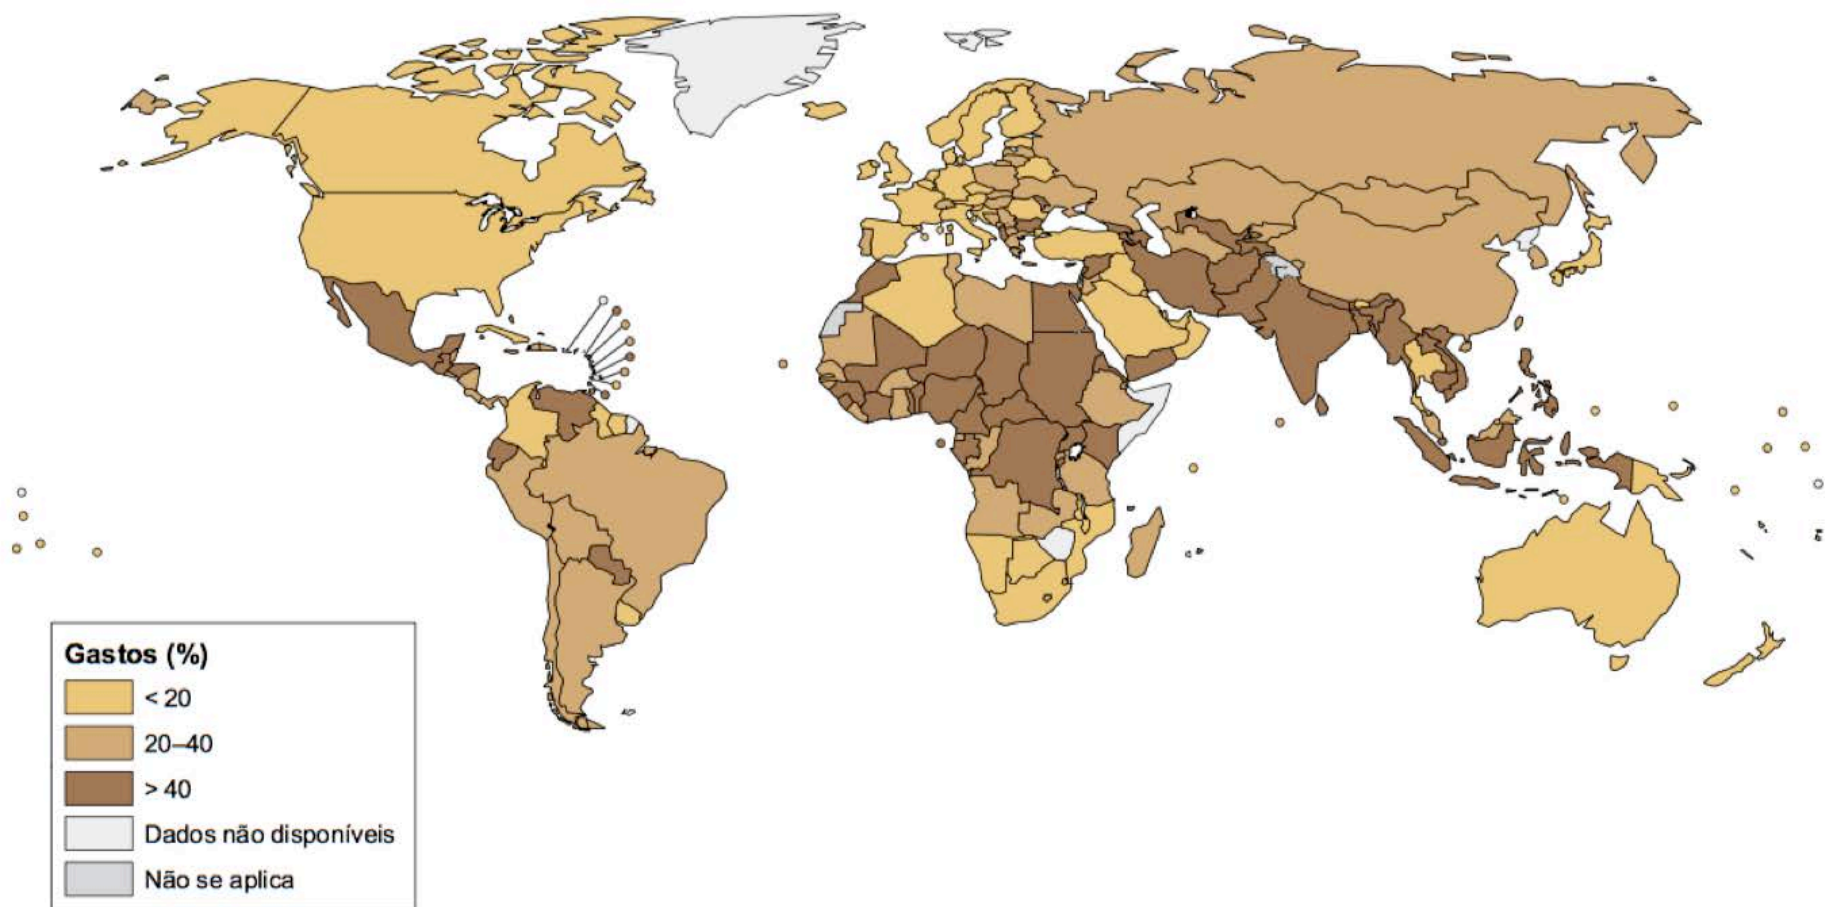 Gastos (%)
< 20
20–40
> 40
Dados não disponíveis
Não se aplica